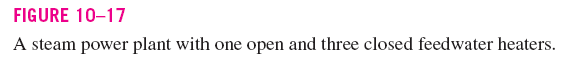 FIGURE 10–17
A steam power plant with one open and three closed feedwater heaters.